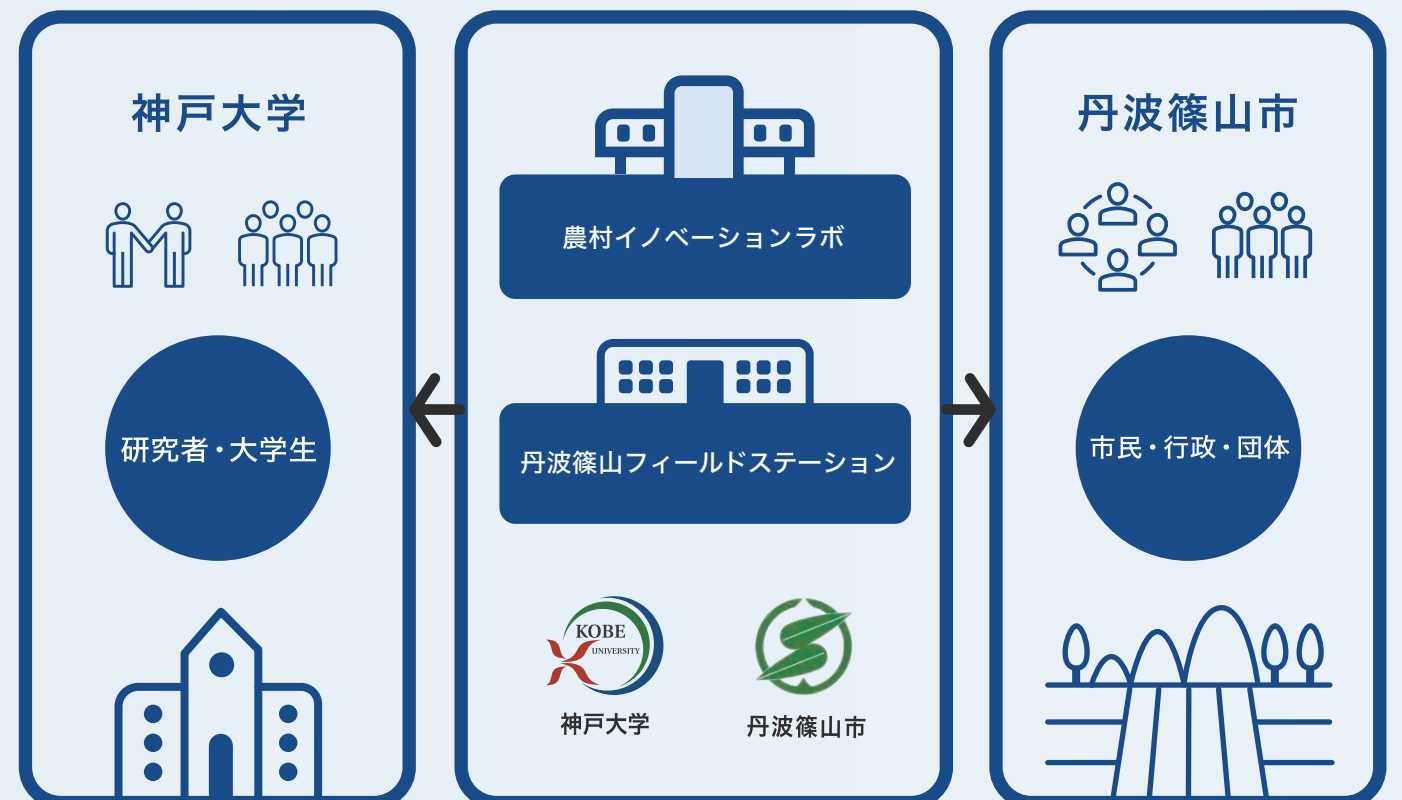 神戸大学
研究者・大学生
農村イノベーションラボ
丹波篠山フィールドステーション
KOBE
UNIVERSITY
神戸大学
丹波篠山市
丹波篠山市
市民・行政・団体